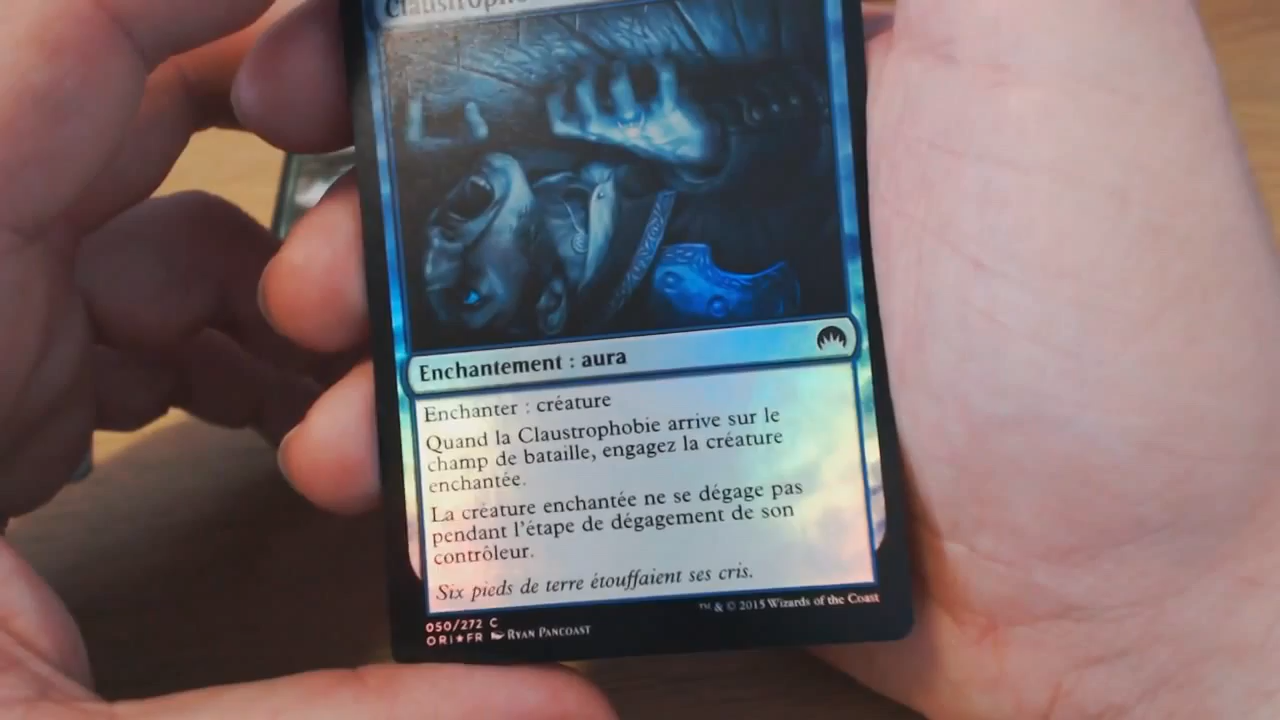 Enchantement : aura
Enchanter : créature
Quand la Claustrophobie arrive sur le
champ de bataille, engagez la créature
enchantée.
La créature enchantée ne se dégage pas
pendant l'étape de dégagement de son
contrôleur.
Six pieds de terre étouffaient ses cris.
™ & © 2015 Wizards of the Coast
050/272 C
ORI★FR RYAN PANCOAST